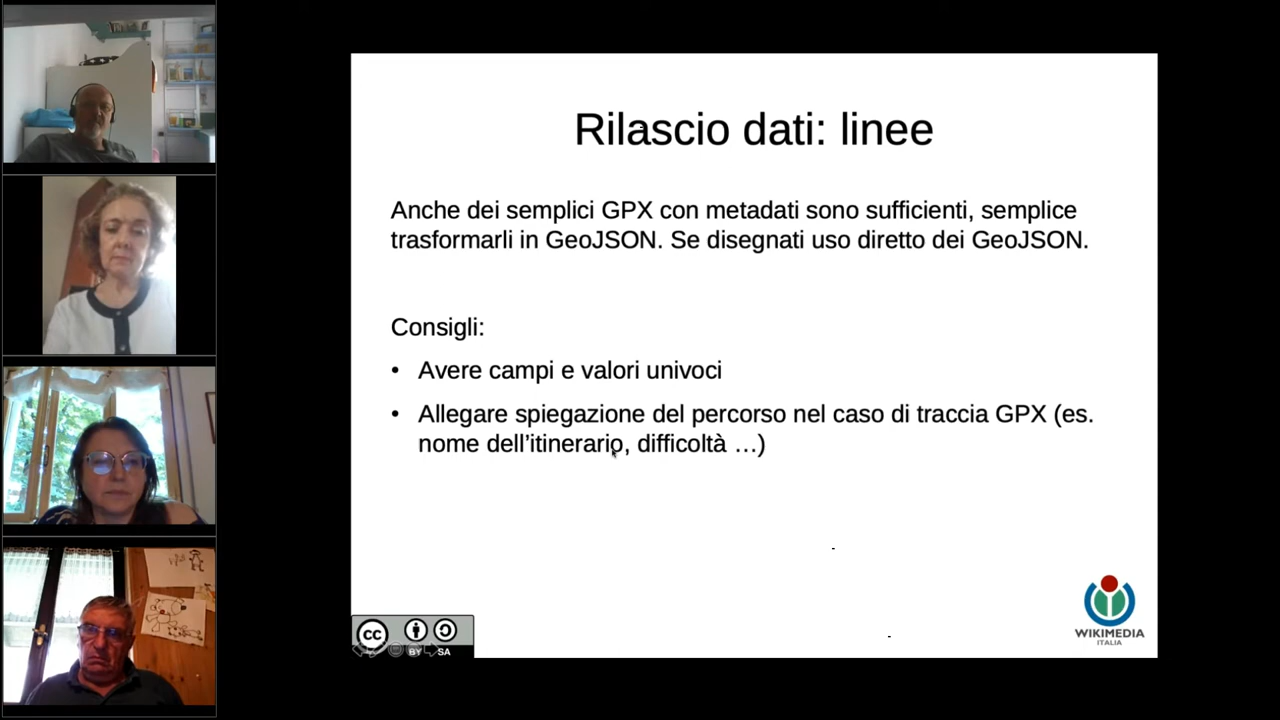 Rilascio dati: linee
Anche dei semplici GPX con metadati sono sufficienti, semplice
trasformarli in GeoJSON. Se disegnati uso diretto dei GeoJSON.
Consigli:
• Avere campi e valori univoci
• Allegare spiegazione del percorso nel caso di traccia GPX (es.
nome dell’itinerario, difficoltà …)
cc
BY SA
WIKIMEDIA
ITALIA